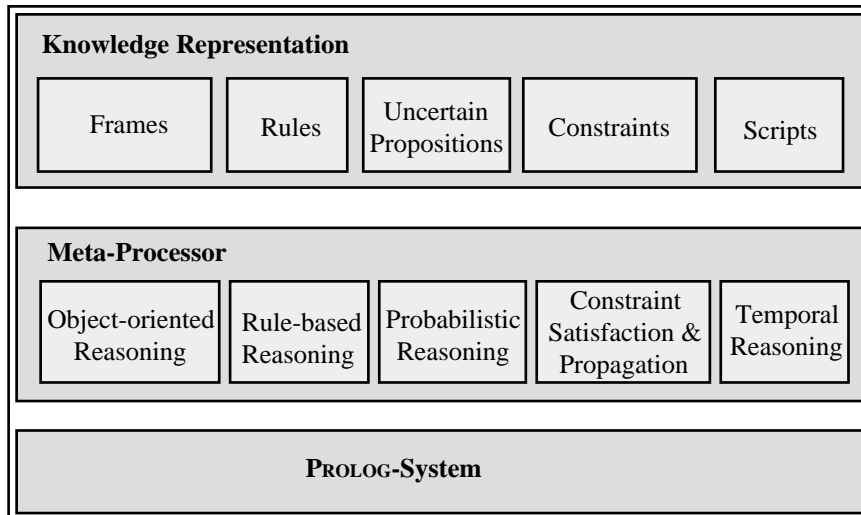 Knowledge Representation
Frames
Rules
Uncertain
Propositions
Constraints
Scripts
Meta-Processor
Object-oriented
Reasoning
Rule-based
Reasoning
Probabilistic
Reasoning
Constraint
Satisfaction &
Propagation
Temporal
Reasoning
PROLOG-System